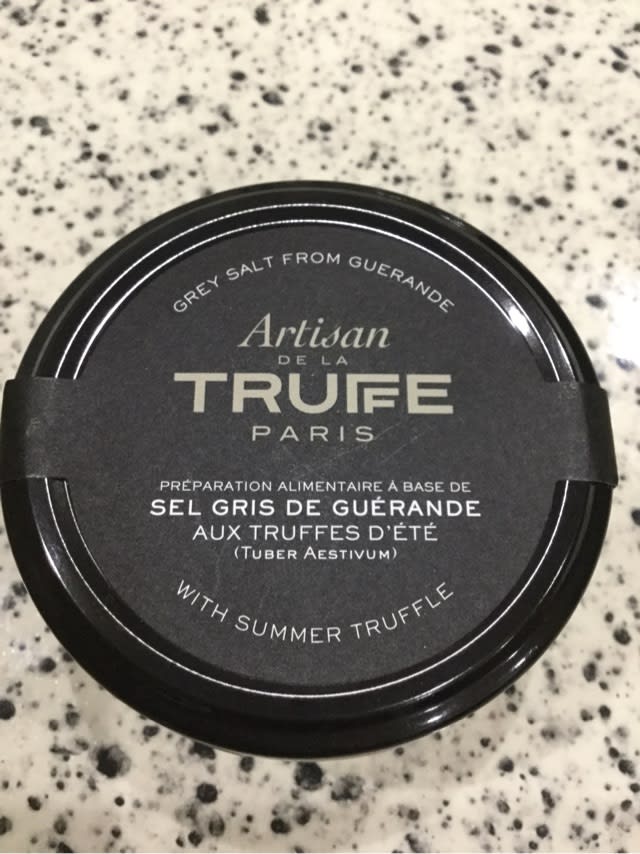 GREY SALT FROM GUERANDE
Artisan
DE LA
TRUFFE
PARIS
PRÉPARATION ALIMENTAIRE À BASE DE
SEL GRIS DE GUÉRANDE
AUX TRUFFES D'ÉTÉ
(TUBER AESTIVUM)
WITH SUMMER TRUFFLE